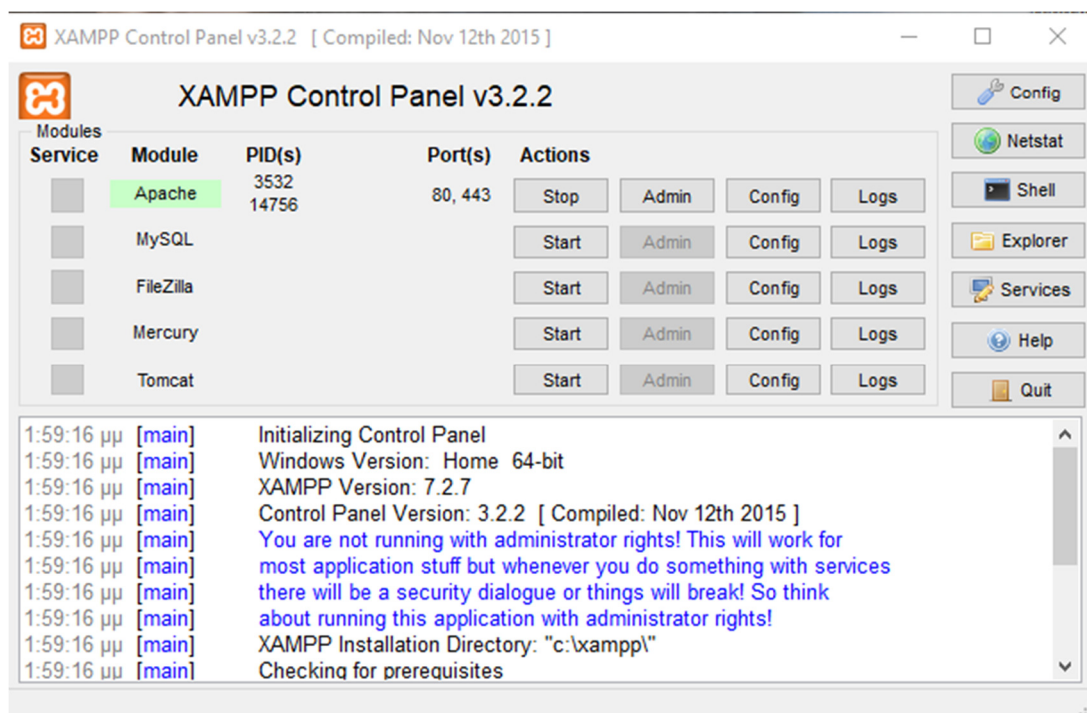 XAMPP Control Panel v3.2.2 [ Compiled: Nov 12th 2015 ]
XAMPP Control Panel v3.2.2
Config
Modules
Service Module PID(s) Port(s) Actions
Netstat
Apache 3532 14756 80, 443 Stop Admin Config Logs
Shell
MySQL Start Admin Config Logs
Explorer
FileZilla Start Admin Config Logs
Services
Mercury Start Admin Config Logs
Help
Tomcat Start Admin Config Logs
Quit
1:59:16 μμ [main] Initializing Control Panel
1:59:16 μμ [main] Windows Version: Home 64-bit
1:59:16 μμ [main] XAMPP Version: 7.2.7
1:59:16 μμ [main] Control Panel Version: 3.2.2 [ Compiled: Nov 12th 2015 ]
1:59:16 μμ [main] You are not running with administrator rights! This will work for
1:59:16 μμ [main] most application stuff but whenever you do something with services
1:59:16 μμ [main] there will be a security dialogue or things will break! So think
1:59:16 μμ [main] about running this application with administrator rights!
1:59:16 μμ [main] XAMPP Installation Directory: "c:\xampp\"
1:59:16 μμ [main] Checking for prerequisites